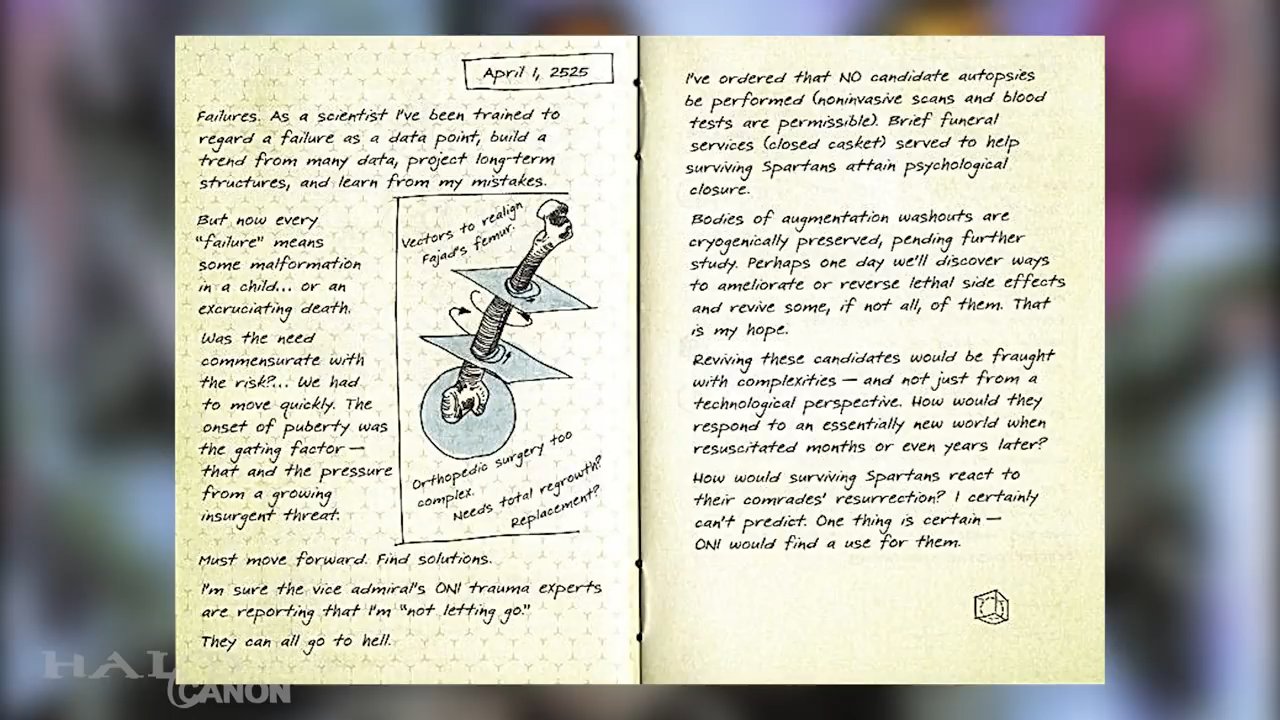 April 1, 2525
Failures. As a scientist I've been trained to
regard a failure as a data point, build a
trend from many data, project long-term
structures, and learn from my mistakes.
But now every
"failure" means
some malformation
in a child... or an
excruciating death.
Was the need
commensurate with
the risk?... We had
to move quickly. The
onset of puberty was
the gating factor —
that and the pressure
from a growing
insurgent threat.
Vectors to realign
Fajad's femur.
Orthopedic surgery too
complex.
Needs total regrowth?
Replacement?
Must move forward. Find solutions.
I'm sure the vice admiral's ONI trauma experts
are reporting that I'm "not letting go."
They can all go to hell.
I've ordered that NO candidate autopsies
be performed (noninvasive scans and blood
tests are permissible). Brief funeral
services (closed casket) served to help
surviving Spartans attain psychological
closure.
Bodies of augmentation washouts are
cryogenically preserved, pending further
study. Perhaps one day we'll discover ways
to ameliorate or reverse lethal side effects
and revive some, if not all, of them. That
is my hope.
Reviving these candidates would be fraught
with complexities — and not just from a
technological perspective. How would they
respond to an essentially new world when
resuscitated months or even years later?
How would surviving Spartans react to
their comrades' resurrection? I certainly
can't predict. One thing is certain —
ONI would find a use for them.
HALO
CANON